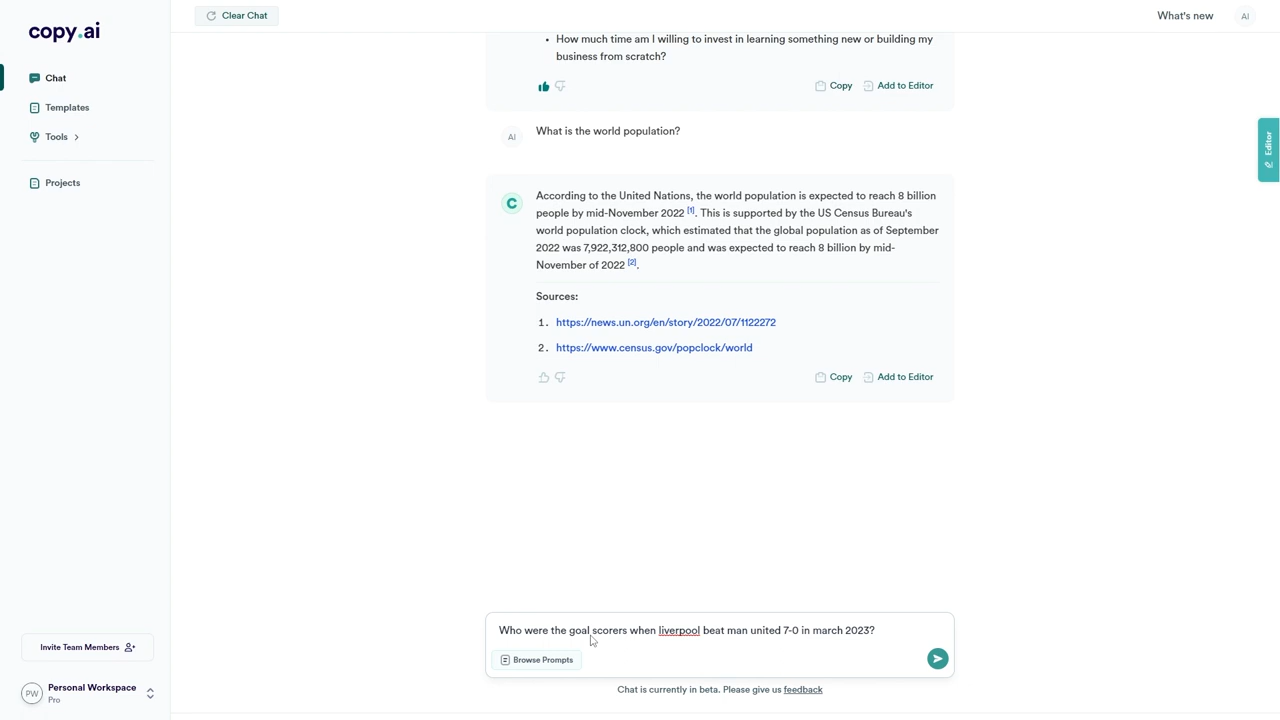 Clear Chat
What's new
AI
copy.ai
Chat
Templates
Tools
Projects
• How much time am I willing to invest in learning something new or building my
business from scratch?
Copy
Add to Editor
Editor
AI
What is the world population?
C
According to the United Nations, the world population is expected to reach 8 billion
people by mid-November 2022 [1]. This is supported by the US Census Bureau's
world population clock, which estimated that the global population as of September
2022 was 7,922,312,800 people and was expected to reach 8 billion by mid-
November of 2022 [2].
Sources:
1. https://news.un.org/en/story/2022/07/1122272
2. https://www.census.gov/popclock/world
Copy
Add to Editor
Who were the goal scorers when liverpool beat man united 7-0 in march 2023?
Browse Prompts
Chat is currently in beta. Please give us feedback
Invite Team Members
PW
Personal Workspace
Pro